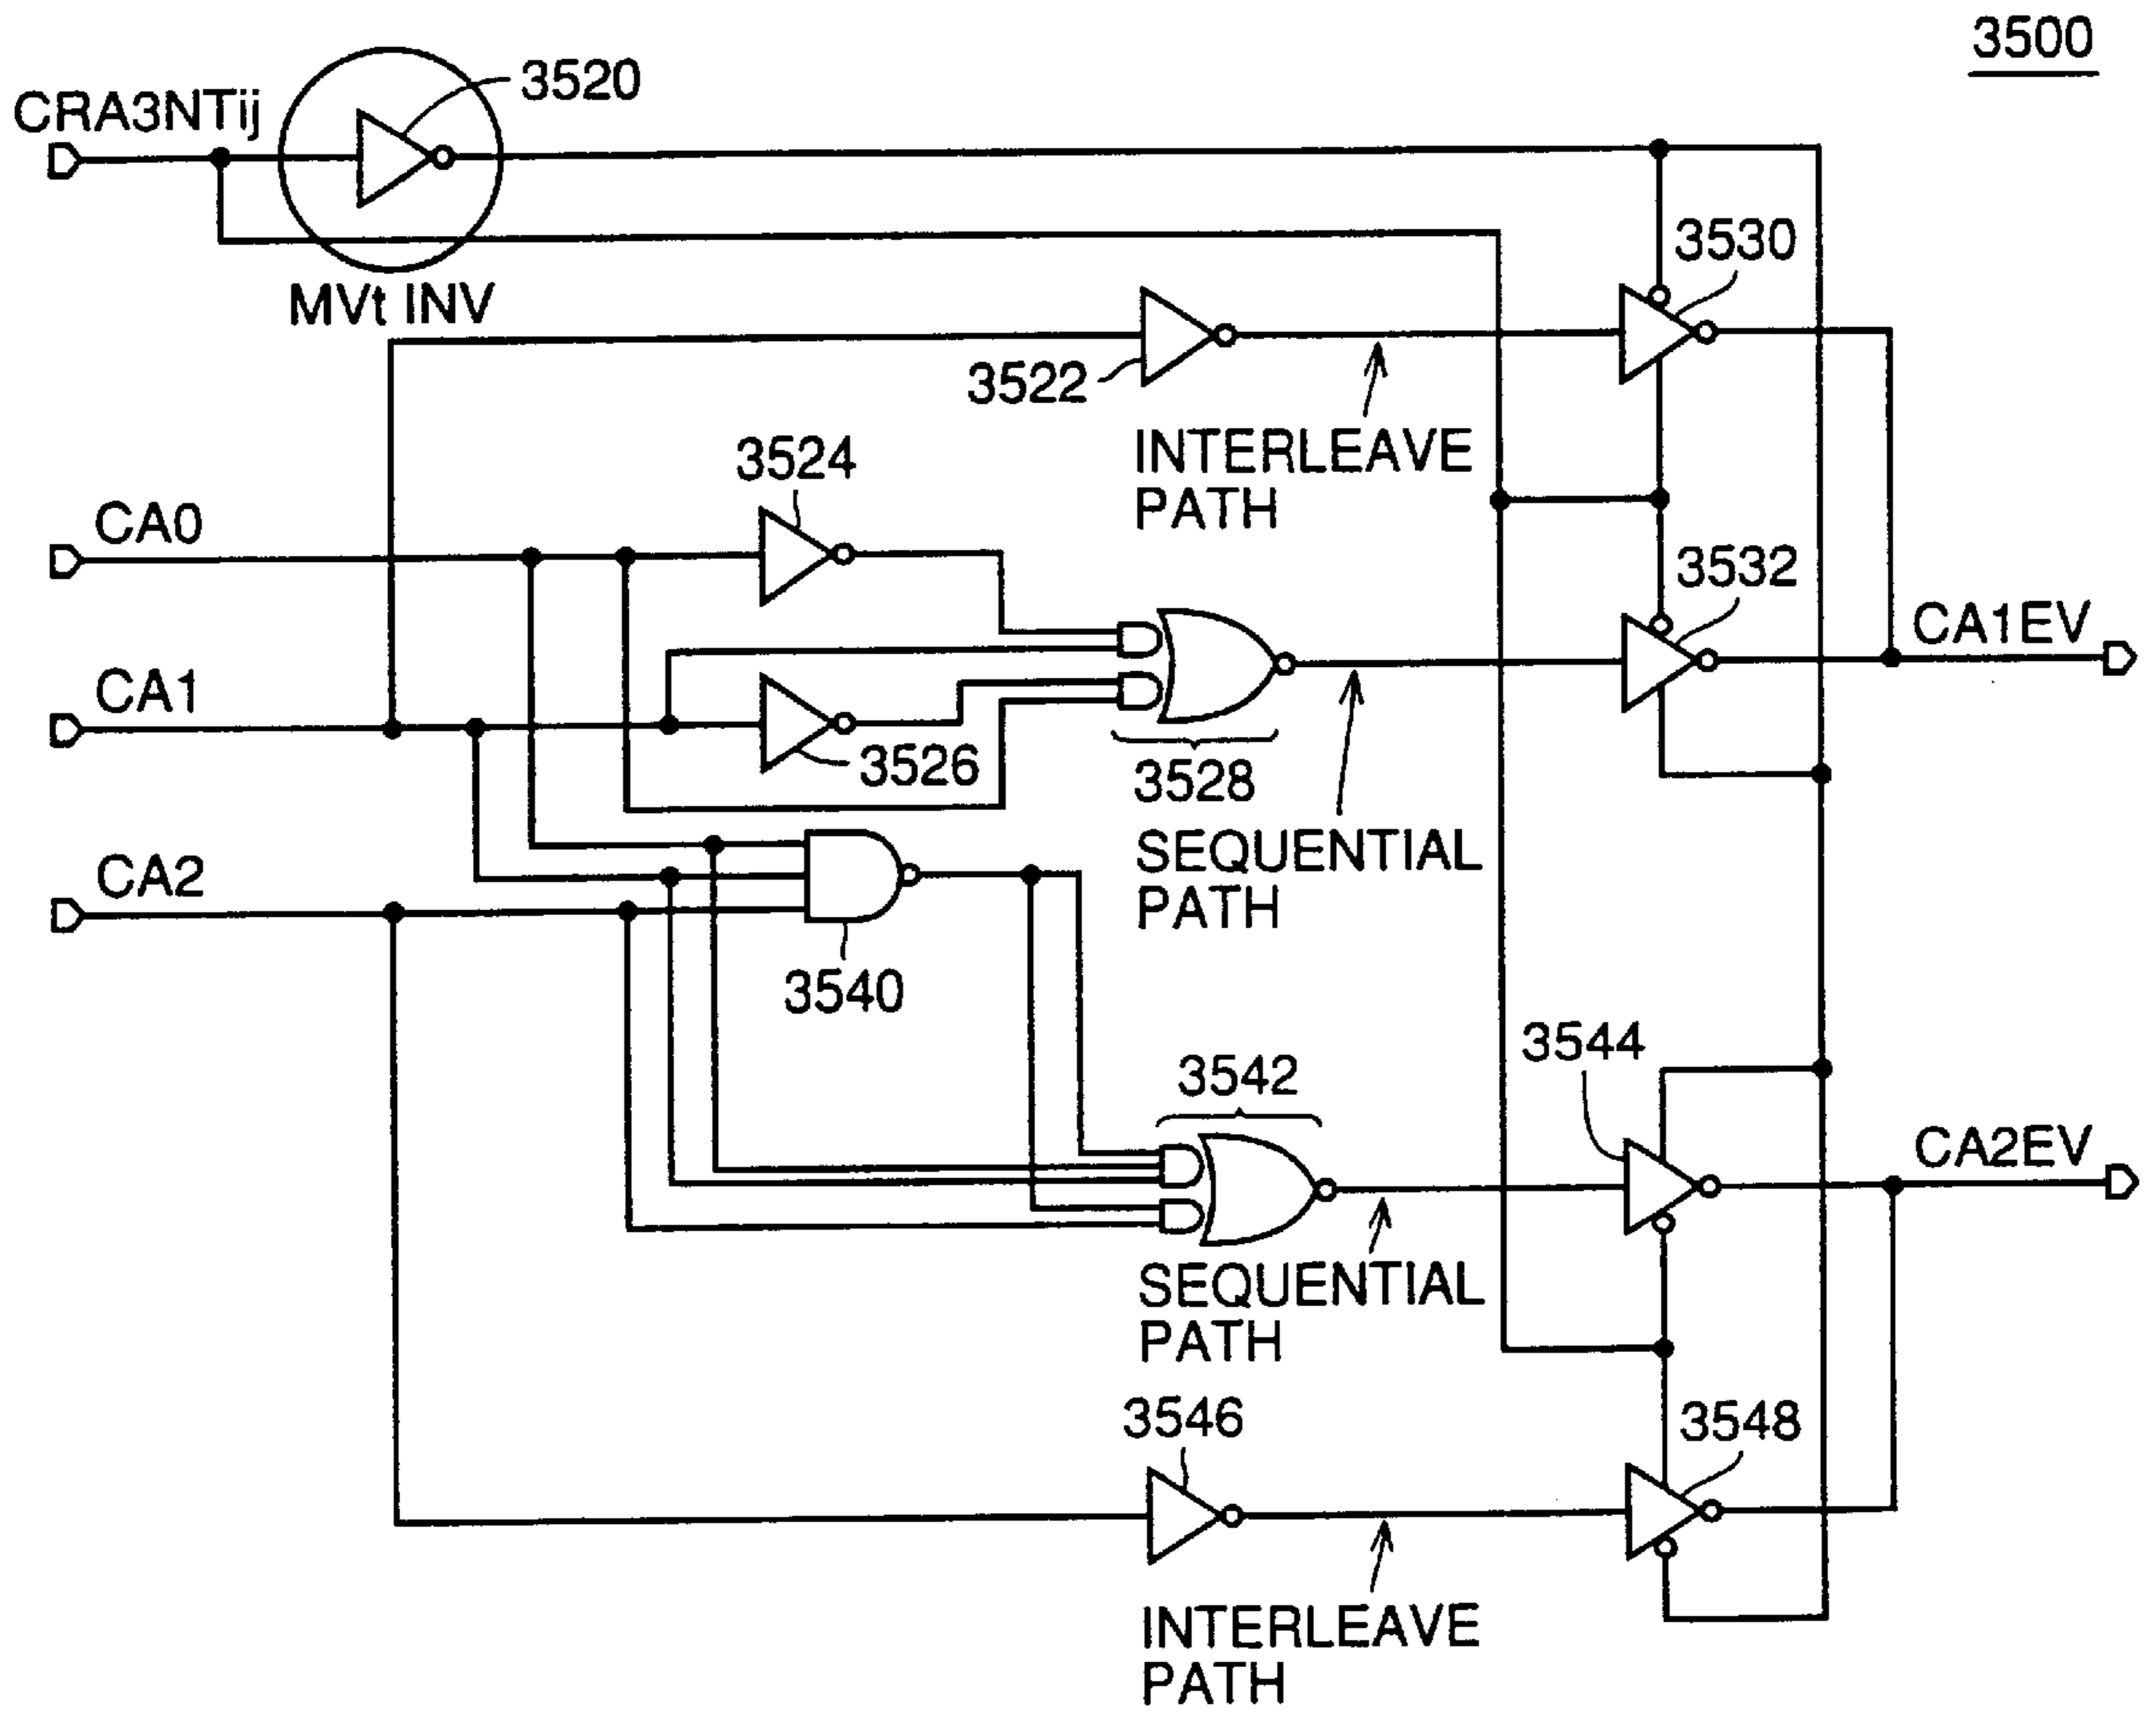 3500
CRA3NTij
3520
MVt INV
3530
3522
INTERLEAVE
PATH
3524
CA0
3532
CA1EV
CA1
3526
3528
SEQUENTIAL
PATH
CA2
3540
3544
3542
CA2EV
SEQUENTIAL
PATH
3546
3548
INTERLEAVE
PATH